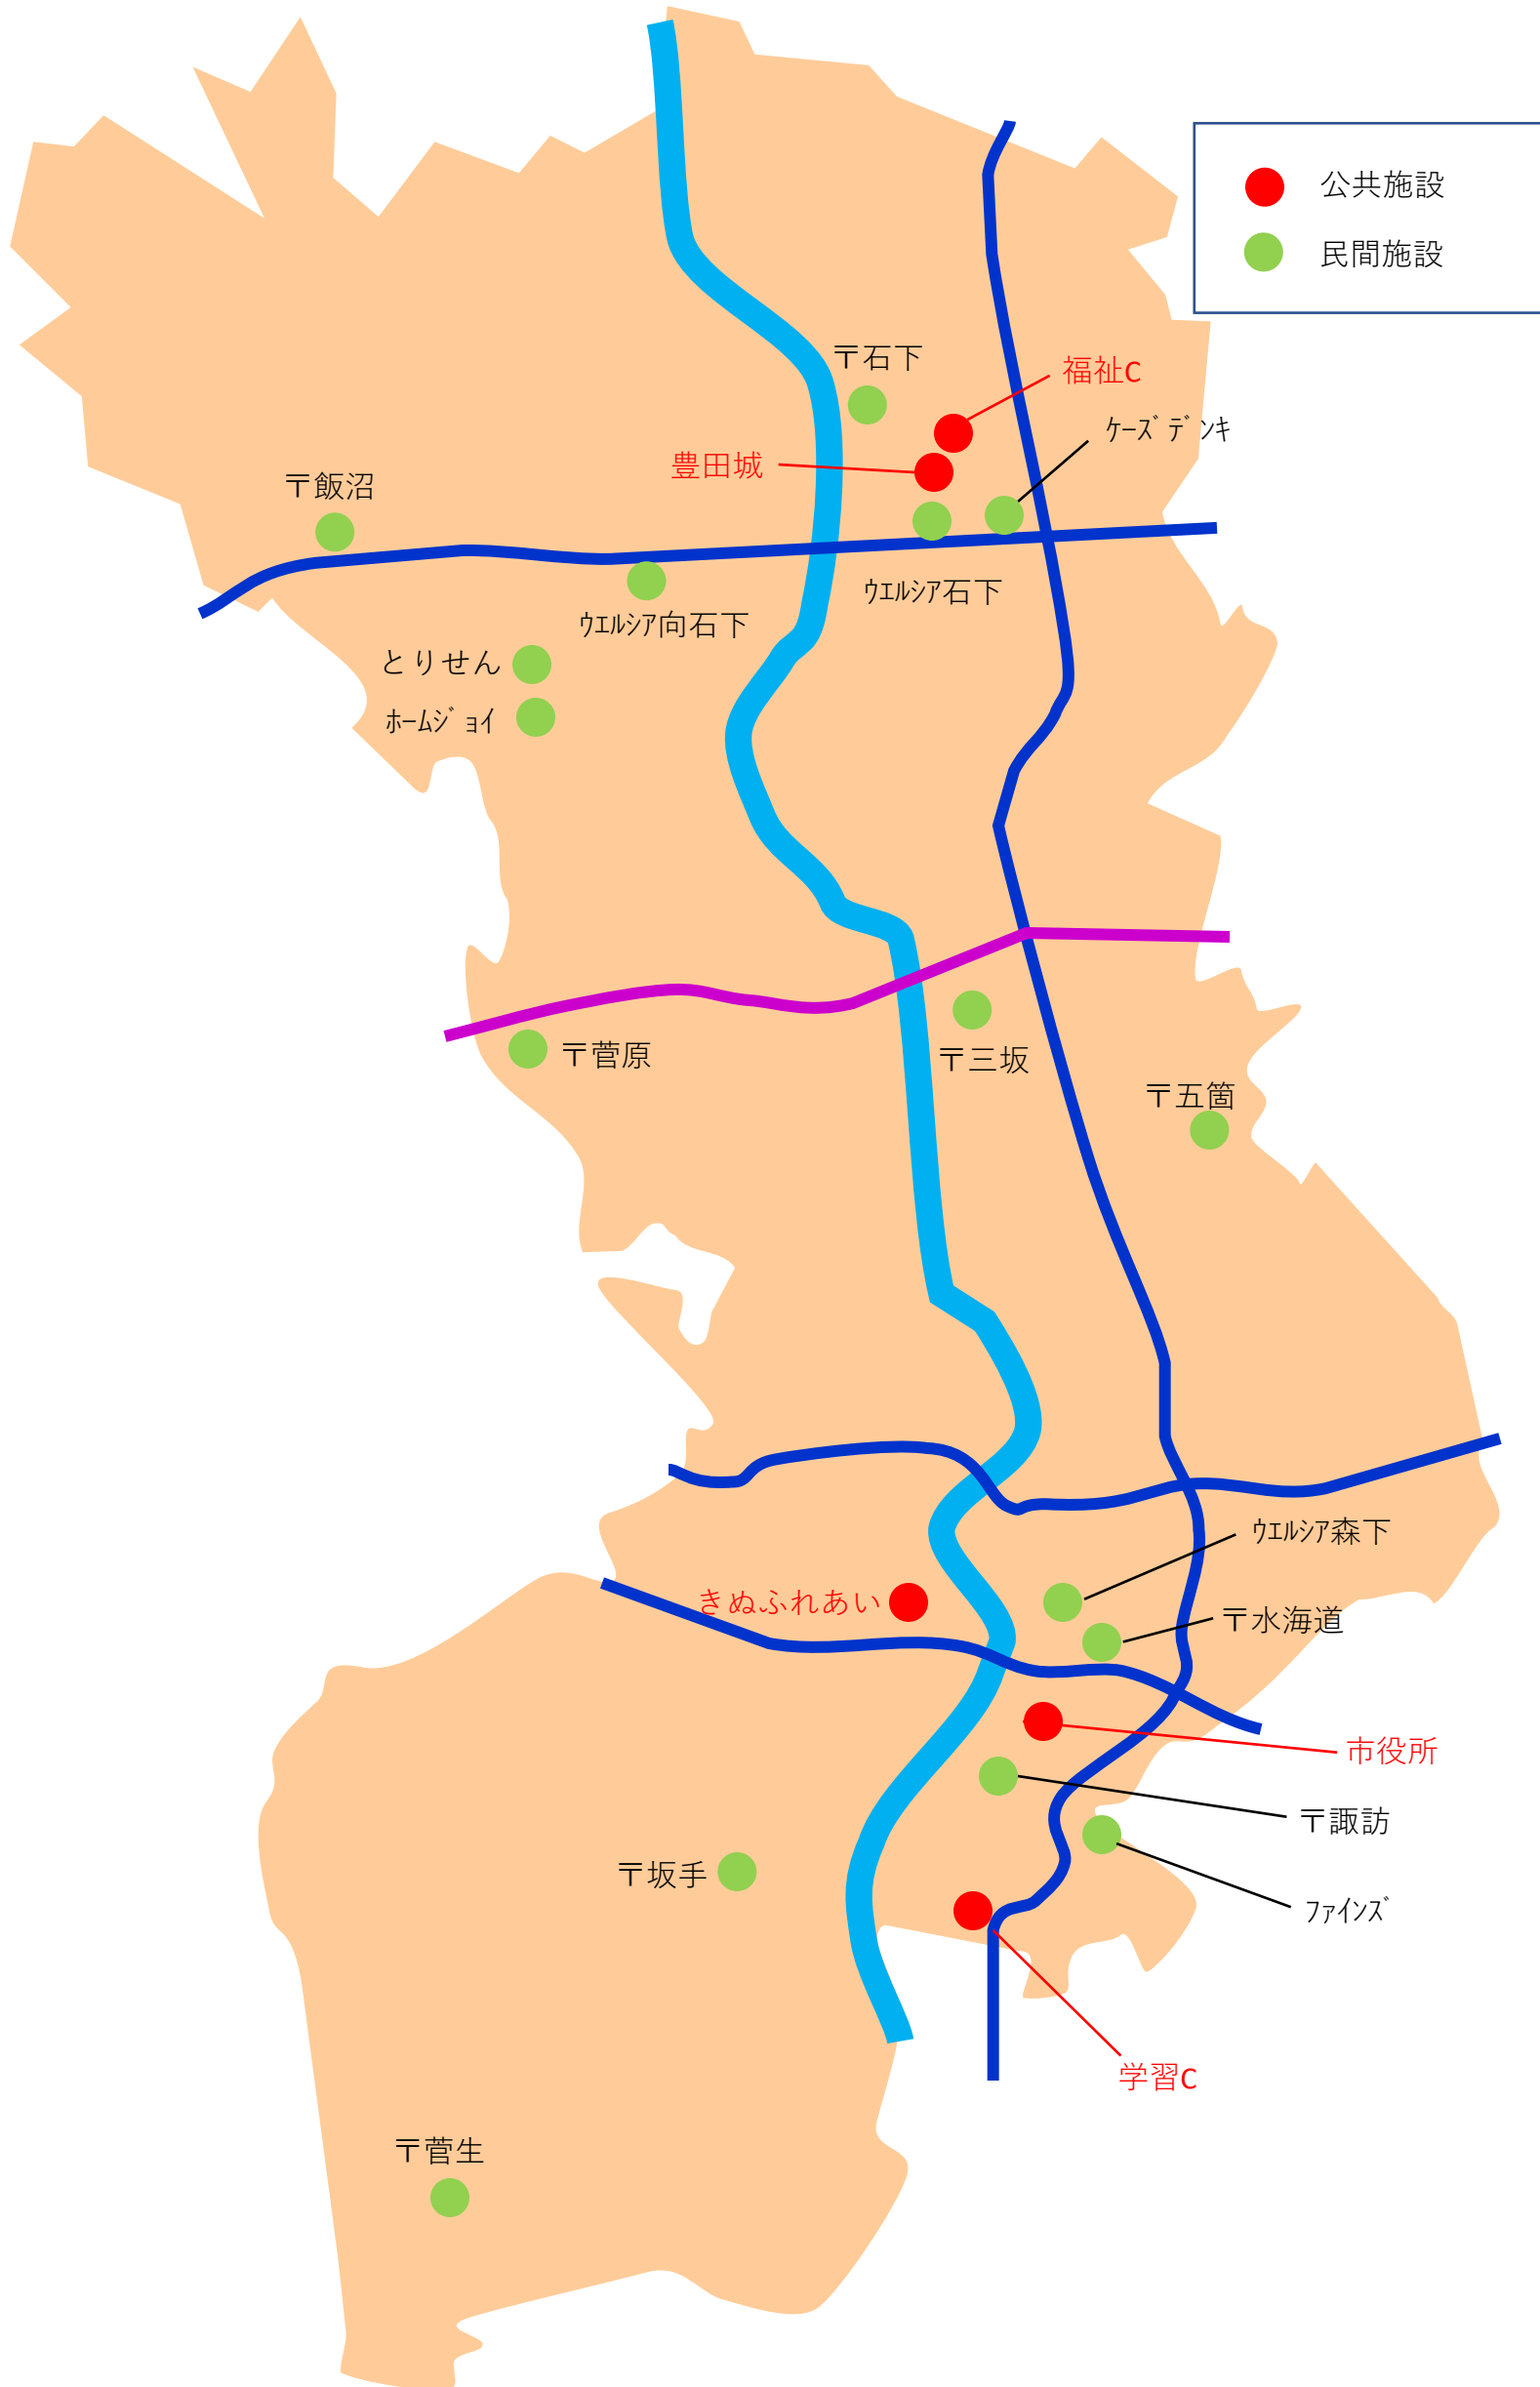 公共施設
民間施設
〒石下
福祉C
ｹｰｽﾞﾃﾞﾝｷ
豊田城
〒飯沼
ｳｴﾙｼｱ石下
ｳｴﾙｼｱ向石下
とりせん
ﾎｰﾑｼﾞｮｲ
〒菅原
〒三坂
〒五箇
ｳｴﾙｼｱ森下
きぬふれあい
〒水海道
市役所
〒諏訪
〒坂手
ﾌｧｲﾝｽﾞ
学習C
〒菅生